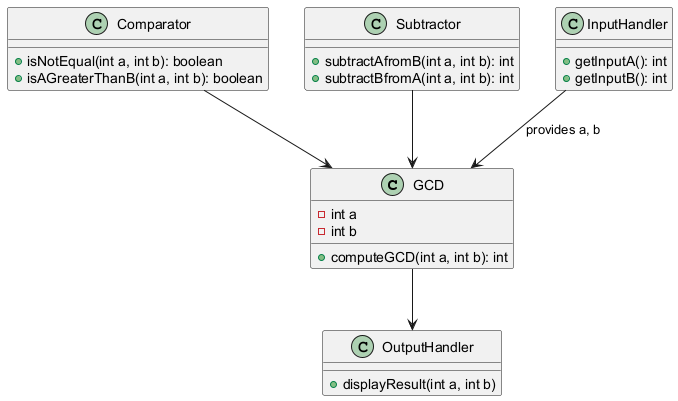 C Comparator
isNotEqual(int a, int b): boolean
isAGreaterThanB(int a, int b): boolean
C Subtractor
subtractAfromB(int a, int b): int
subtractBfromA(int a, int b): int
C InputHandler
getInputA(): int
getInputB(): int
provides a, b
C GCD
int a
int b
computeGCD(int a, int b): int
C OutputHandler
displayResult(int a, int b)